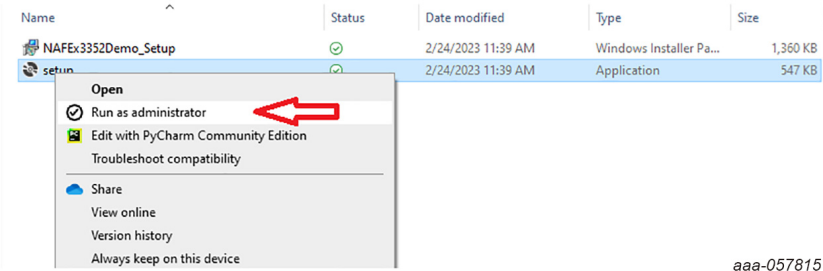 Name Status Date modified Type Size
NAFEx3352Demo_Setup 2/24/2023 11:39 AM Windows Installer Pa... 1,360 KB
setup 2/24/2023 11:39 AM Application 547 KB
Open
Run as administrator
Edit with PyCharm Community Edition
Troubleshoot compatibility
Share
View online
Version history
Always keep on this device
aaa-057815